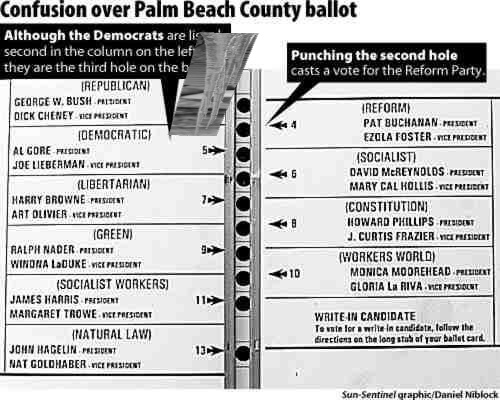 Confusion over Palm Beach County ballot
Although the Democrats are
second in the column on the
they are the third hole on the
Punching the second hole
casts a vote for the Reform Party.
(REPUBLICAN)
GEORGE W. BUSH - PRESIDENT
DICK CHENEY - VICE PRESIDENT
(DEMOCRATIC)
AL GORE - PRESIDENT
JOE LIEBERMAN - VICE PRESIDENT
5
(LIBERTARIAN)
HARRY BROWNE - PRESIDENT
ART OLIVIER - VICE PRESIDENT
7
(GREEN)
RALPH NADER - PRESIDENT
WINONA LaDUKE - VICE PRESIDENT
9
(SOCIALIST WORKERS)
JAMES HARRIS - PRESIDENT
MARGARET TROWE - VICE PRESIDENT
11
(NATURAL LAW)
JOHN HAGELIN - PRESIDENT
NAT GOLDHABER - VICE PRESIDENT
13
(REFORM)
4
PAT BUCHANAN - PRESIDENT
EZOLA FOSTER - VICE PRESIDENT
(SOCIALIST)
6
DAVID McREYNOLDS - PRESIDENT
MARY CAL HOLLIS - VICE PRESIDENT
(CONSTITUTION)
8
HOWARD PHILLIPS - PRESIDENT
J. CURTIS FRAZIER - VICE PRESIDENT
(WORKERS WORLD)
10
MONICA MOOREHEAD - PRESIDENT
GLORIA La RIVA - VICE PRESIDENT
WRITE-IN CANDIDATE
To vote for a write-in candidate, follow the
directions on the long stub of your ballot card.
Sun-Sentinel graphic/Daniel Niblock